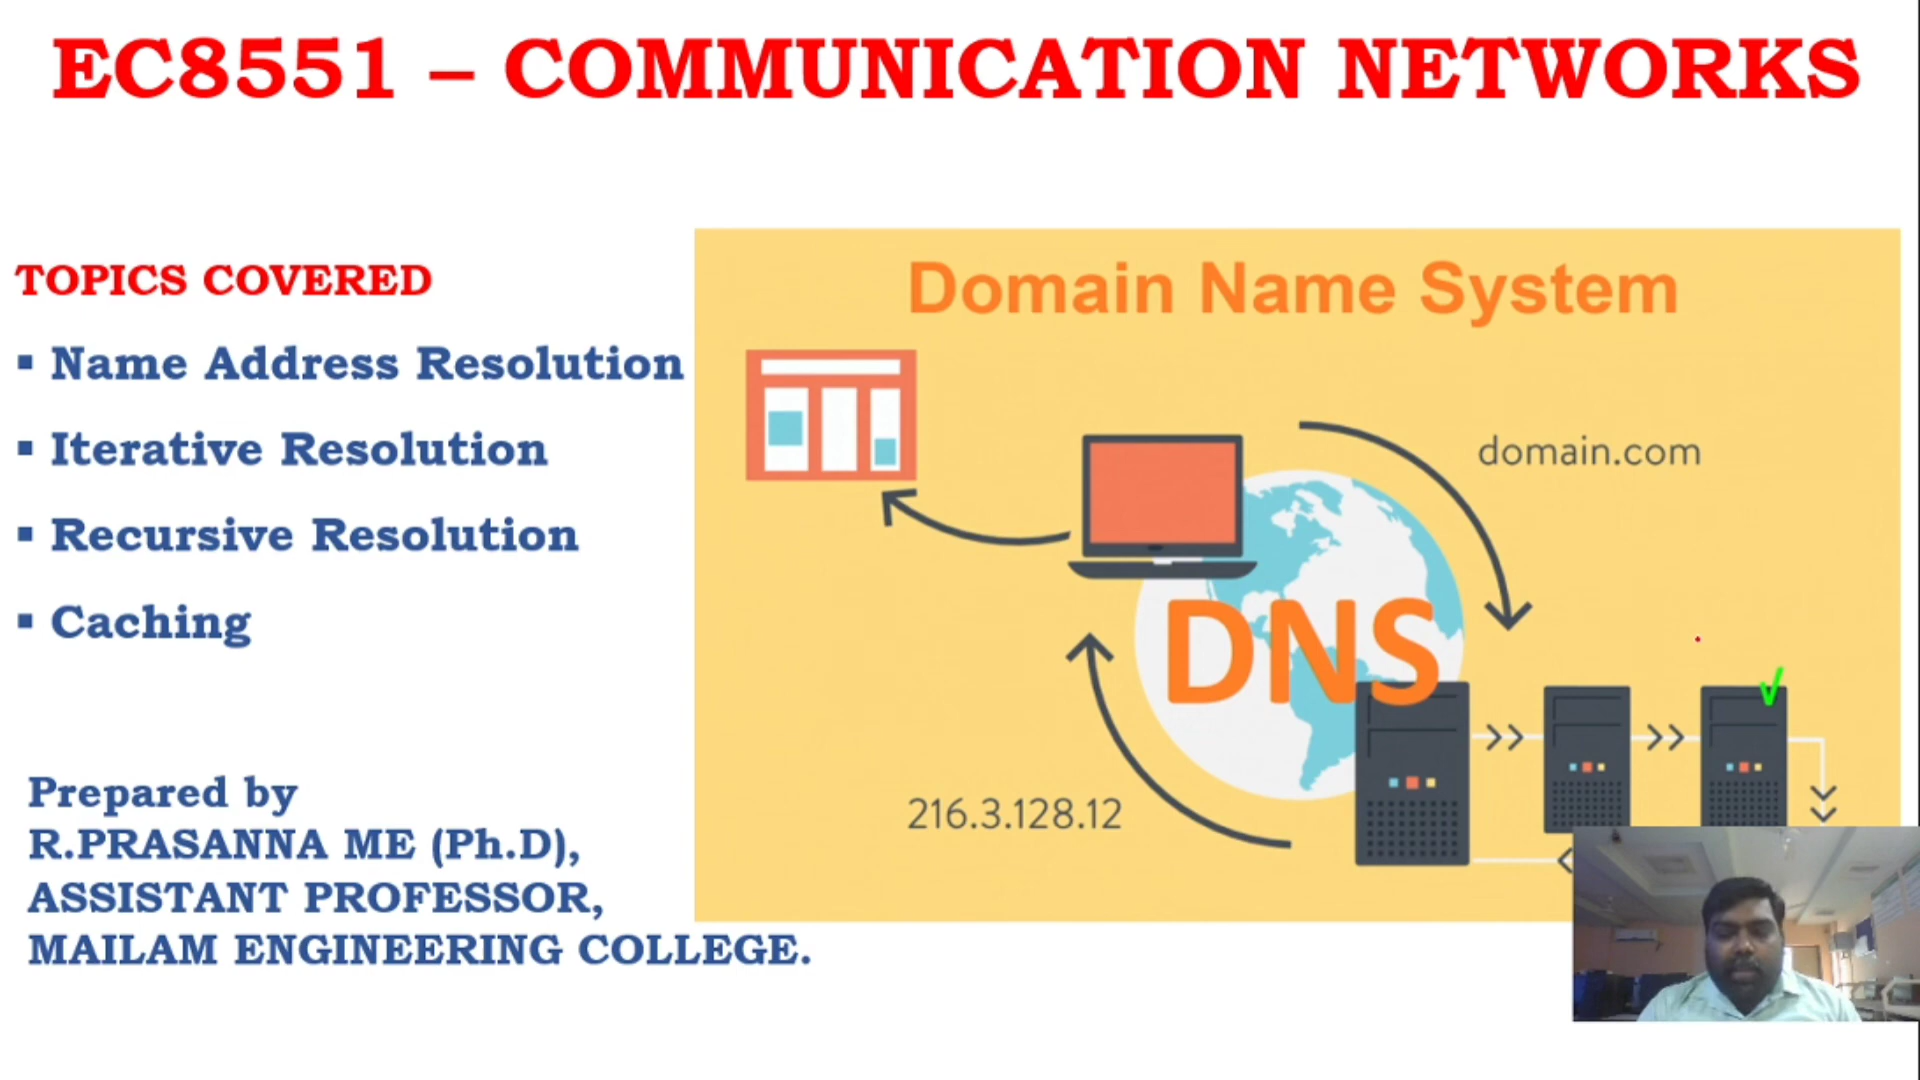 EC8551 – COMMUNICATION NETWORKS
TOPICS COVERED
▪ Name Address Resolution
▪ Iterative Resolution
▪ Recursive Resolution
▪ Caching
Prepared by
R.PRASANNA ME (Ph.D),
ASSISTANT PROFESSOR,
MAILAM ENGINEERING COLLEGE.
Domain Name System
domain.com
DNS
216.3.128.12